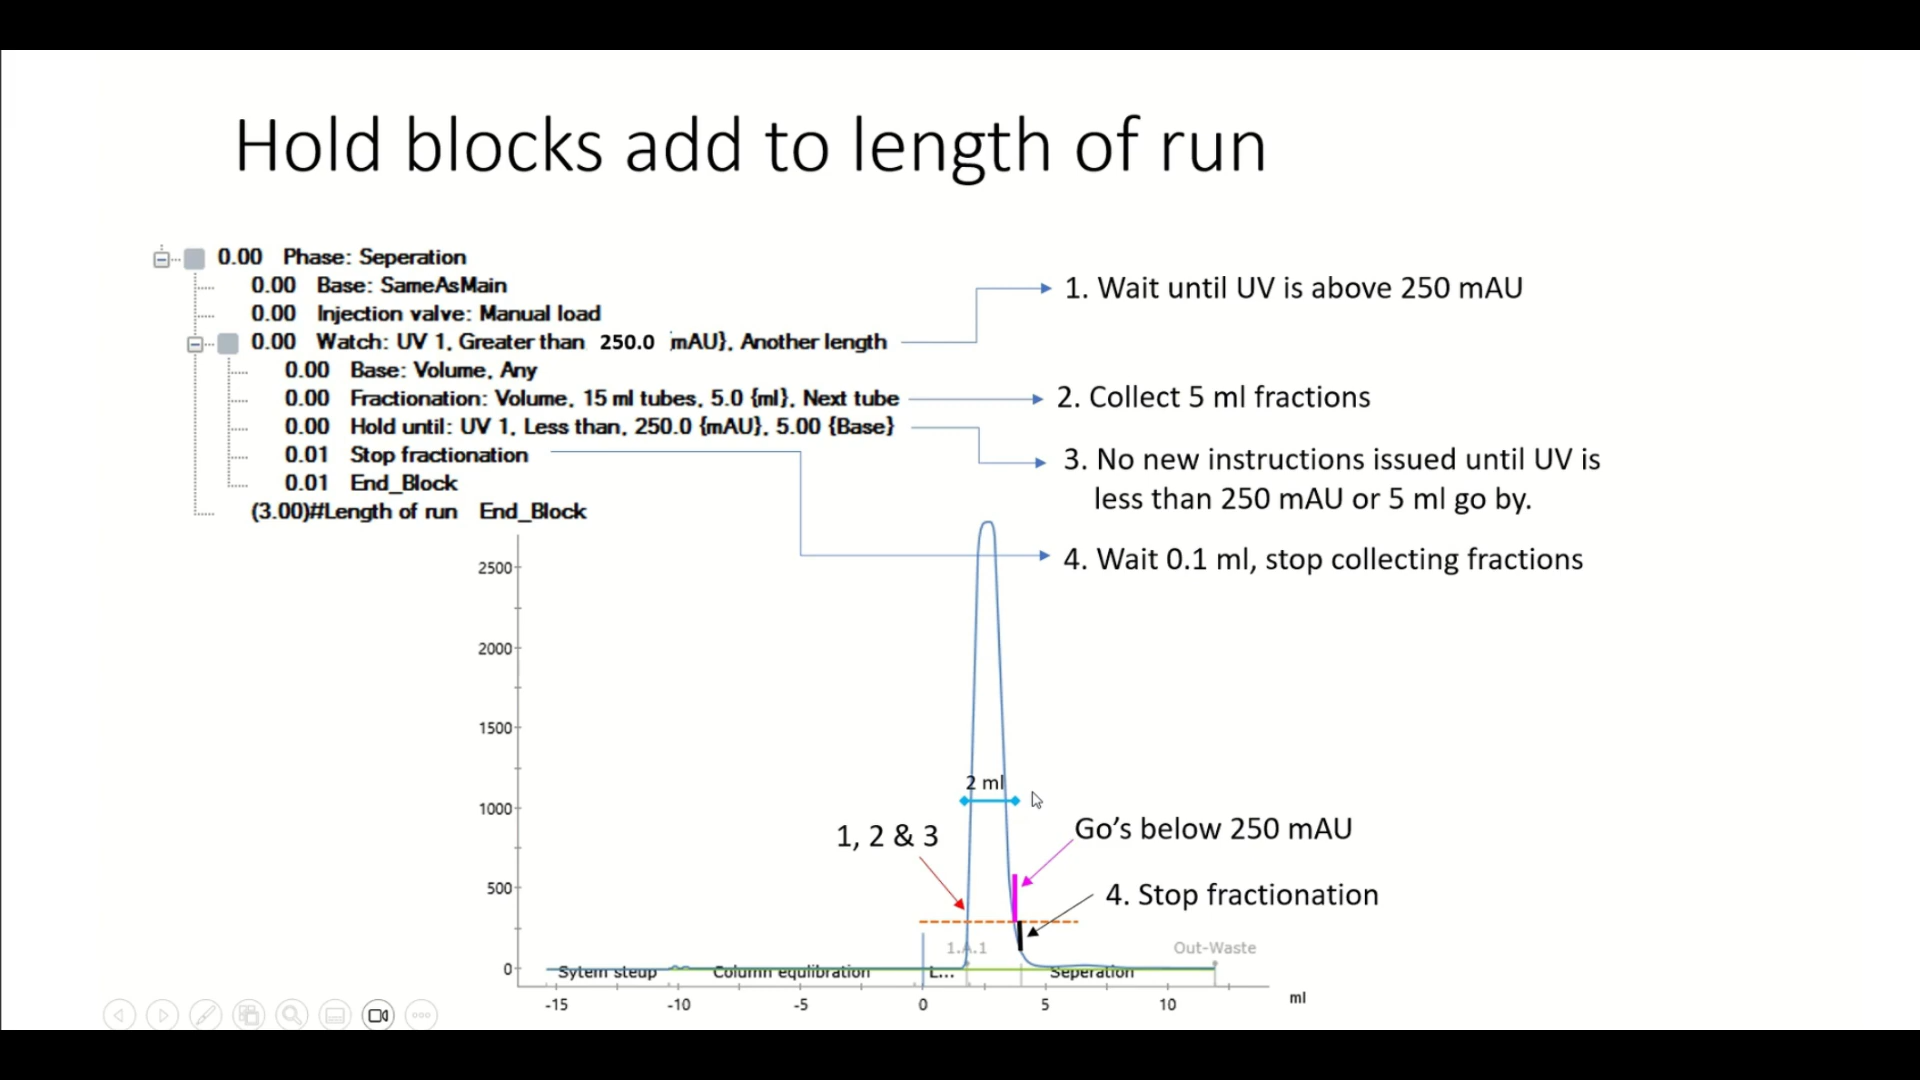 Hold blocks add to length of run
0.00 Phase: Seperation
0.00 Base: SameAsMain
0.00 Injection valve: Manual load
0.00 Watch: UV 1, Greater than 250.0 mAU}, Another length
0.00 Base: Volume, Any
0.00 Fractionation: Volume, 15 ml tubes, 5.0 {ml}, Next tube
0.00 Hold until: UV 1, Less than, 250.0 {mAU}, 5.00 {Base}
0.01 Stop fractionation
0.01 End_Block
(3.00)#Length of run End_Block
1. Wait until UV is above 250 mAU
2. Collect 5 ml fractions
3. No new instructions issued until UV is
less than 250 mAU or 5 ml go by.
4. Wait 0.1 ml, stop collecting fractions
2500
2000
1500
1000
500
0
2 ml
1, 2 & 3
Go's below 250 mAU
4. Stop fractionation
1.A.1
Out-Waste
Sytem steup
Column equlibration
L...
Seperation
-15
-10
-5
0
5
10
ml